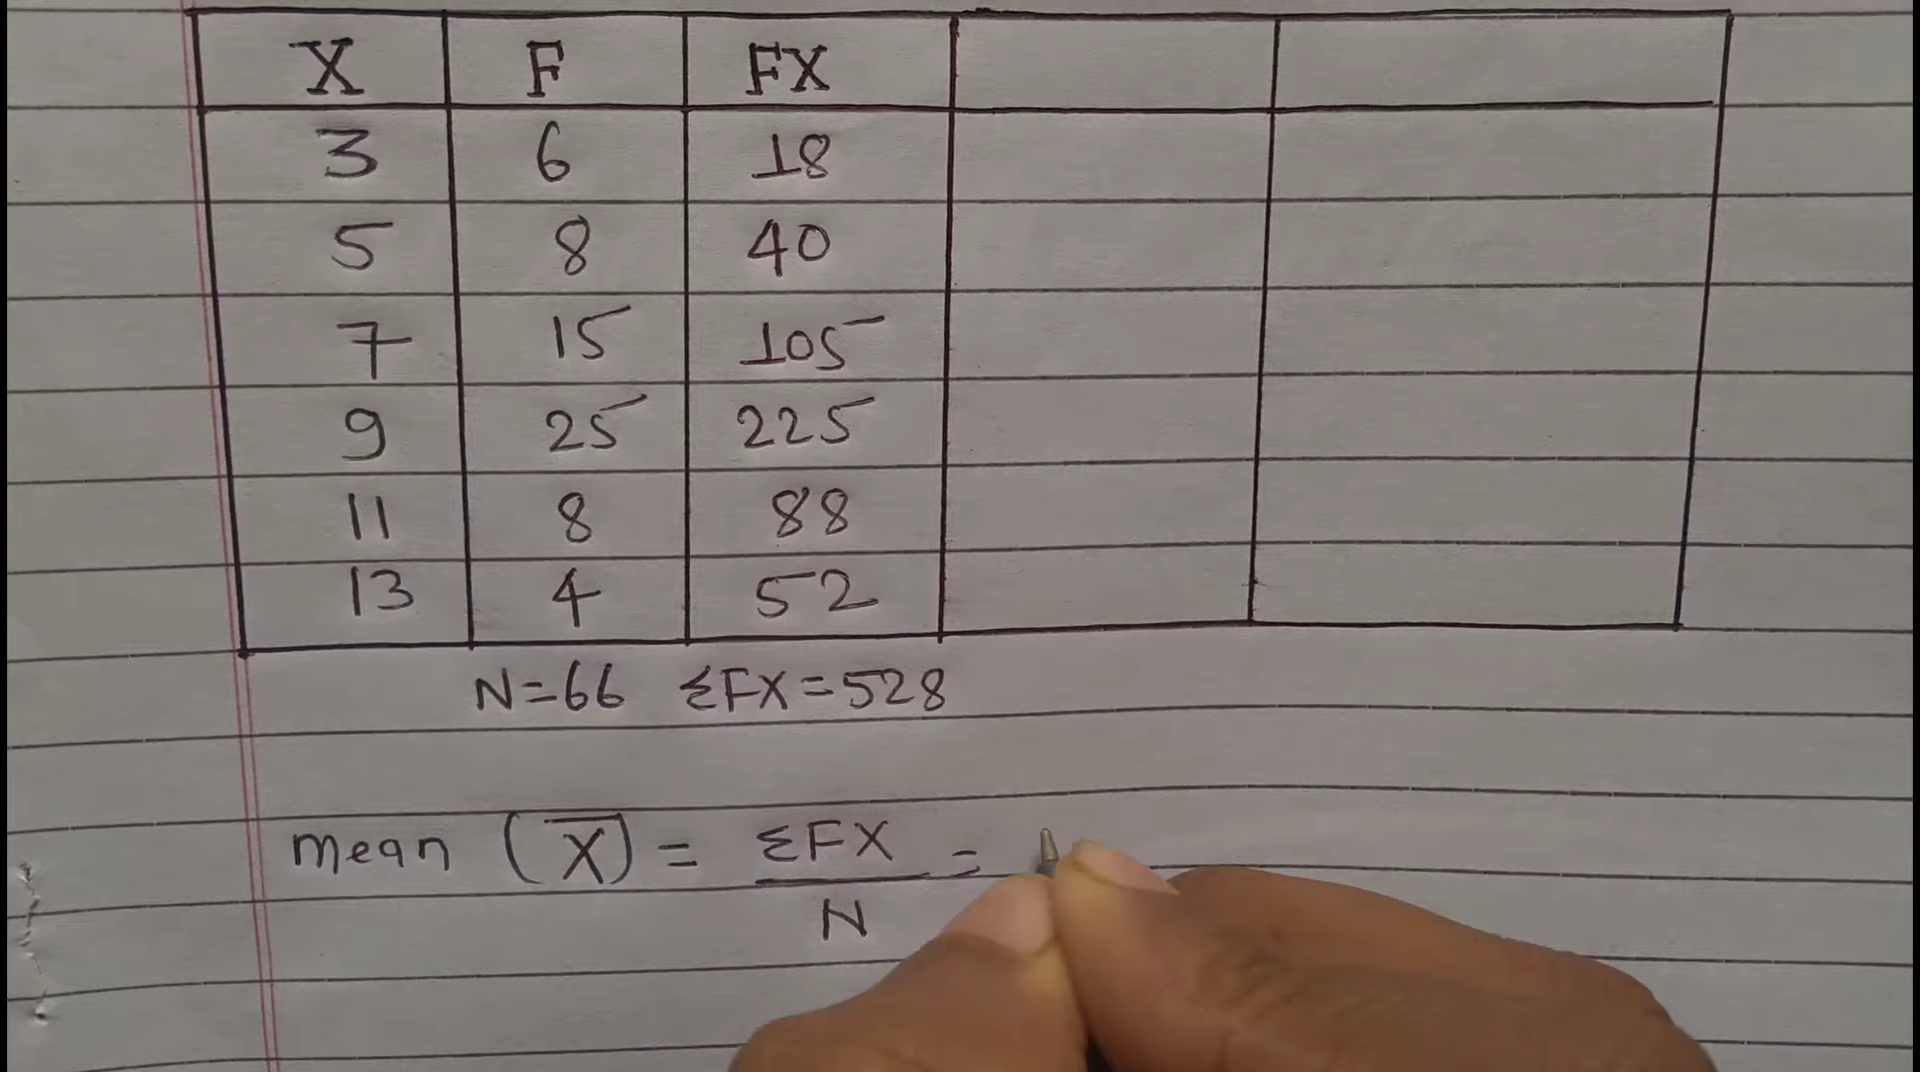 X F FX
3 6 18
5 8 40
7 15 105
9 25 225
11 8 88
13 4 52
N=66 ΣFX=528
mean (X̅) = ΣFX =
N